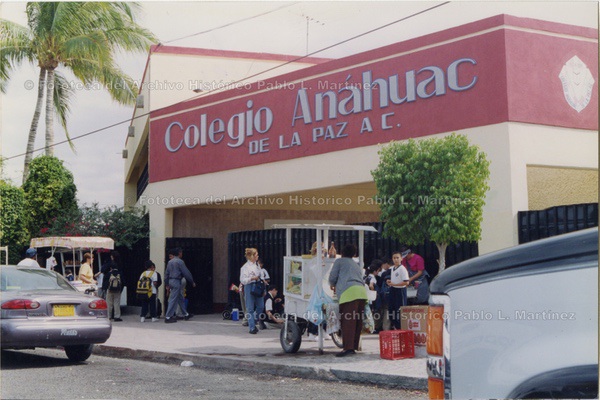 Fototeca del Archivo Histórico Pablo L. Martínez
Colegio Anáhuac
DE LA PAZ A C.
Fototeca del Archivo Histórico Pablo L. Martínez
Fototeca del Archivo Histórico Pablo L. Martínez